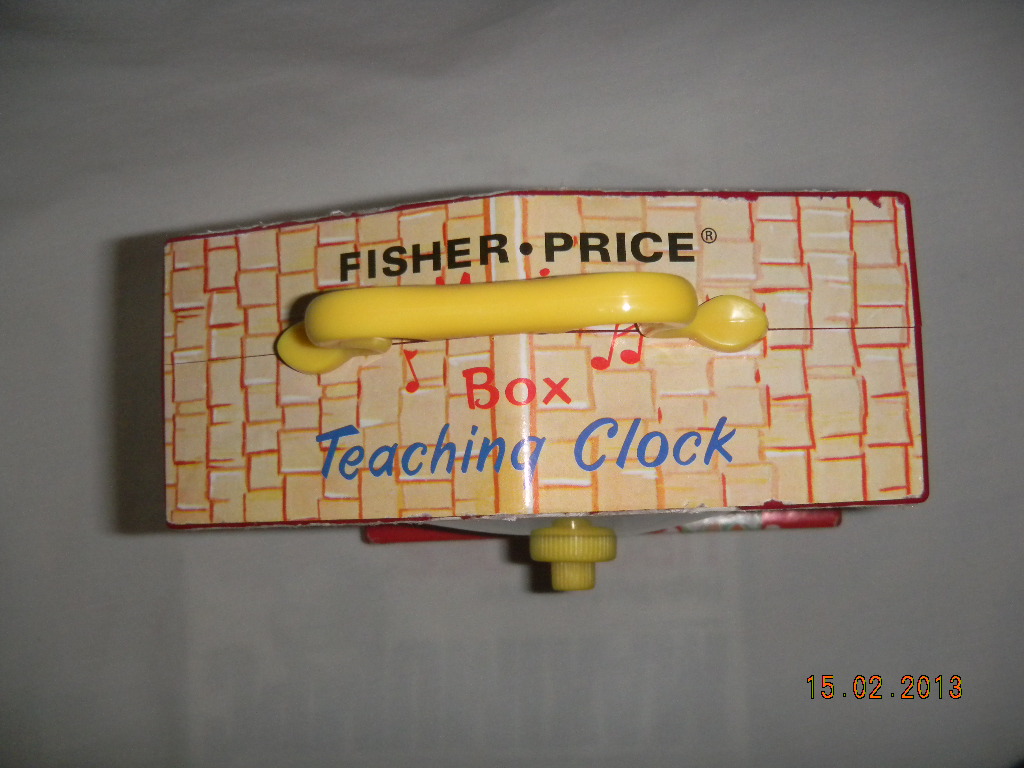 FISHER•PRICE®
Box
Teaching Clock
15.02.2013